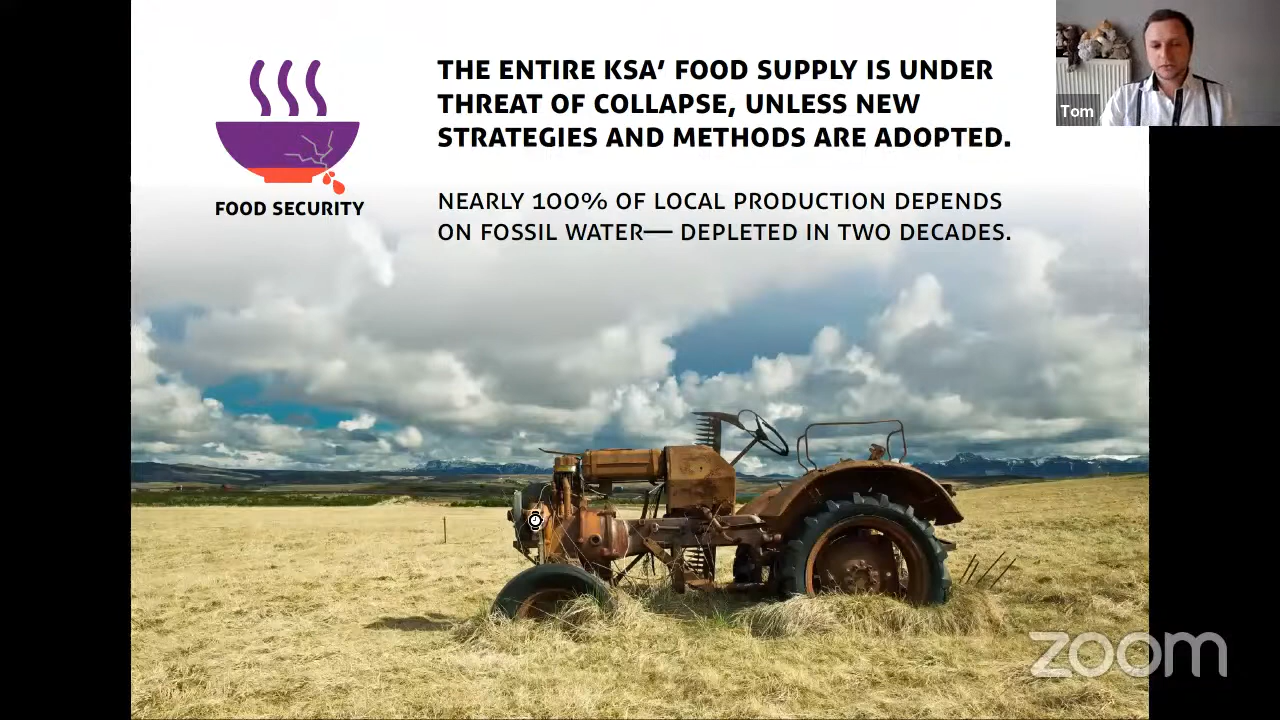 THE ENTIRE KSA’ FOOD SUPPLY IS UNDER
THREAT OF COLLAPSE, UNLESS NEW
STRATEGIES AND METHODS ARE ADOPTED.
FOOD SECURITY
NEARLY 100% OF LOCAL PRODUCTION DEPENDS
ON FOSSIL WATER— DEPLETED IN TWO DECADES.
Tom
zoom